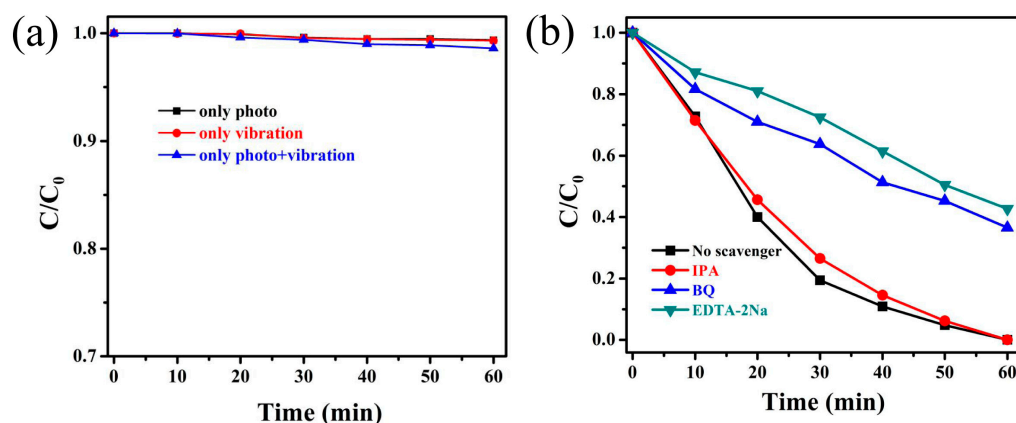 (a)
1.0
0.9
0.8
0.7
C/C0
only photo
only vibration
only photo+vibration
0 10 20 30 40 50 60
Time (min)
(b)
1.0
0.8
0.6
0.4
0.2
0.0
C/C0
No scavenger
IPA
BQ
EDTA-2Na
0 10 20 30 40 50 60
Time (min)